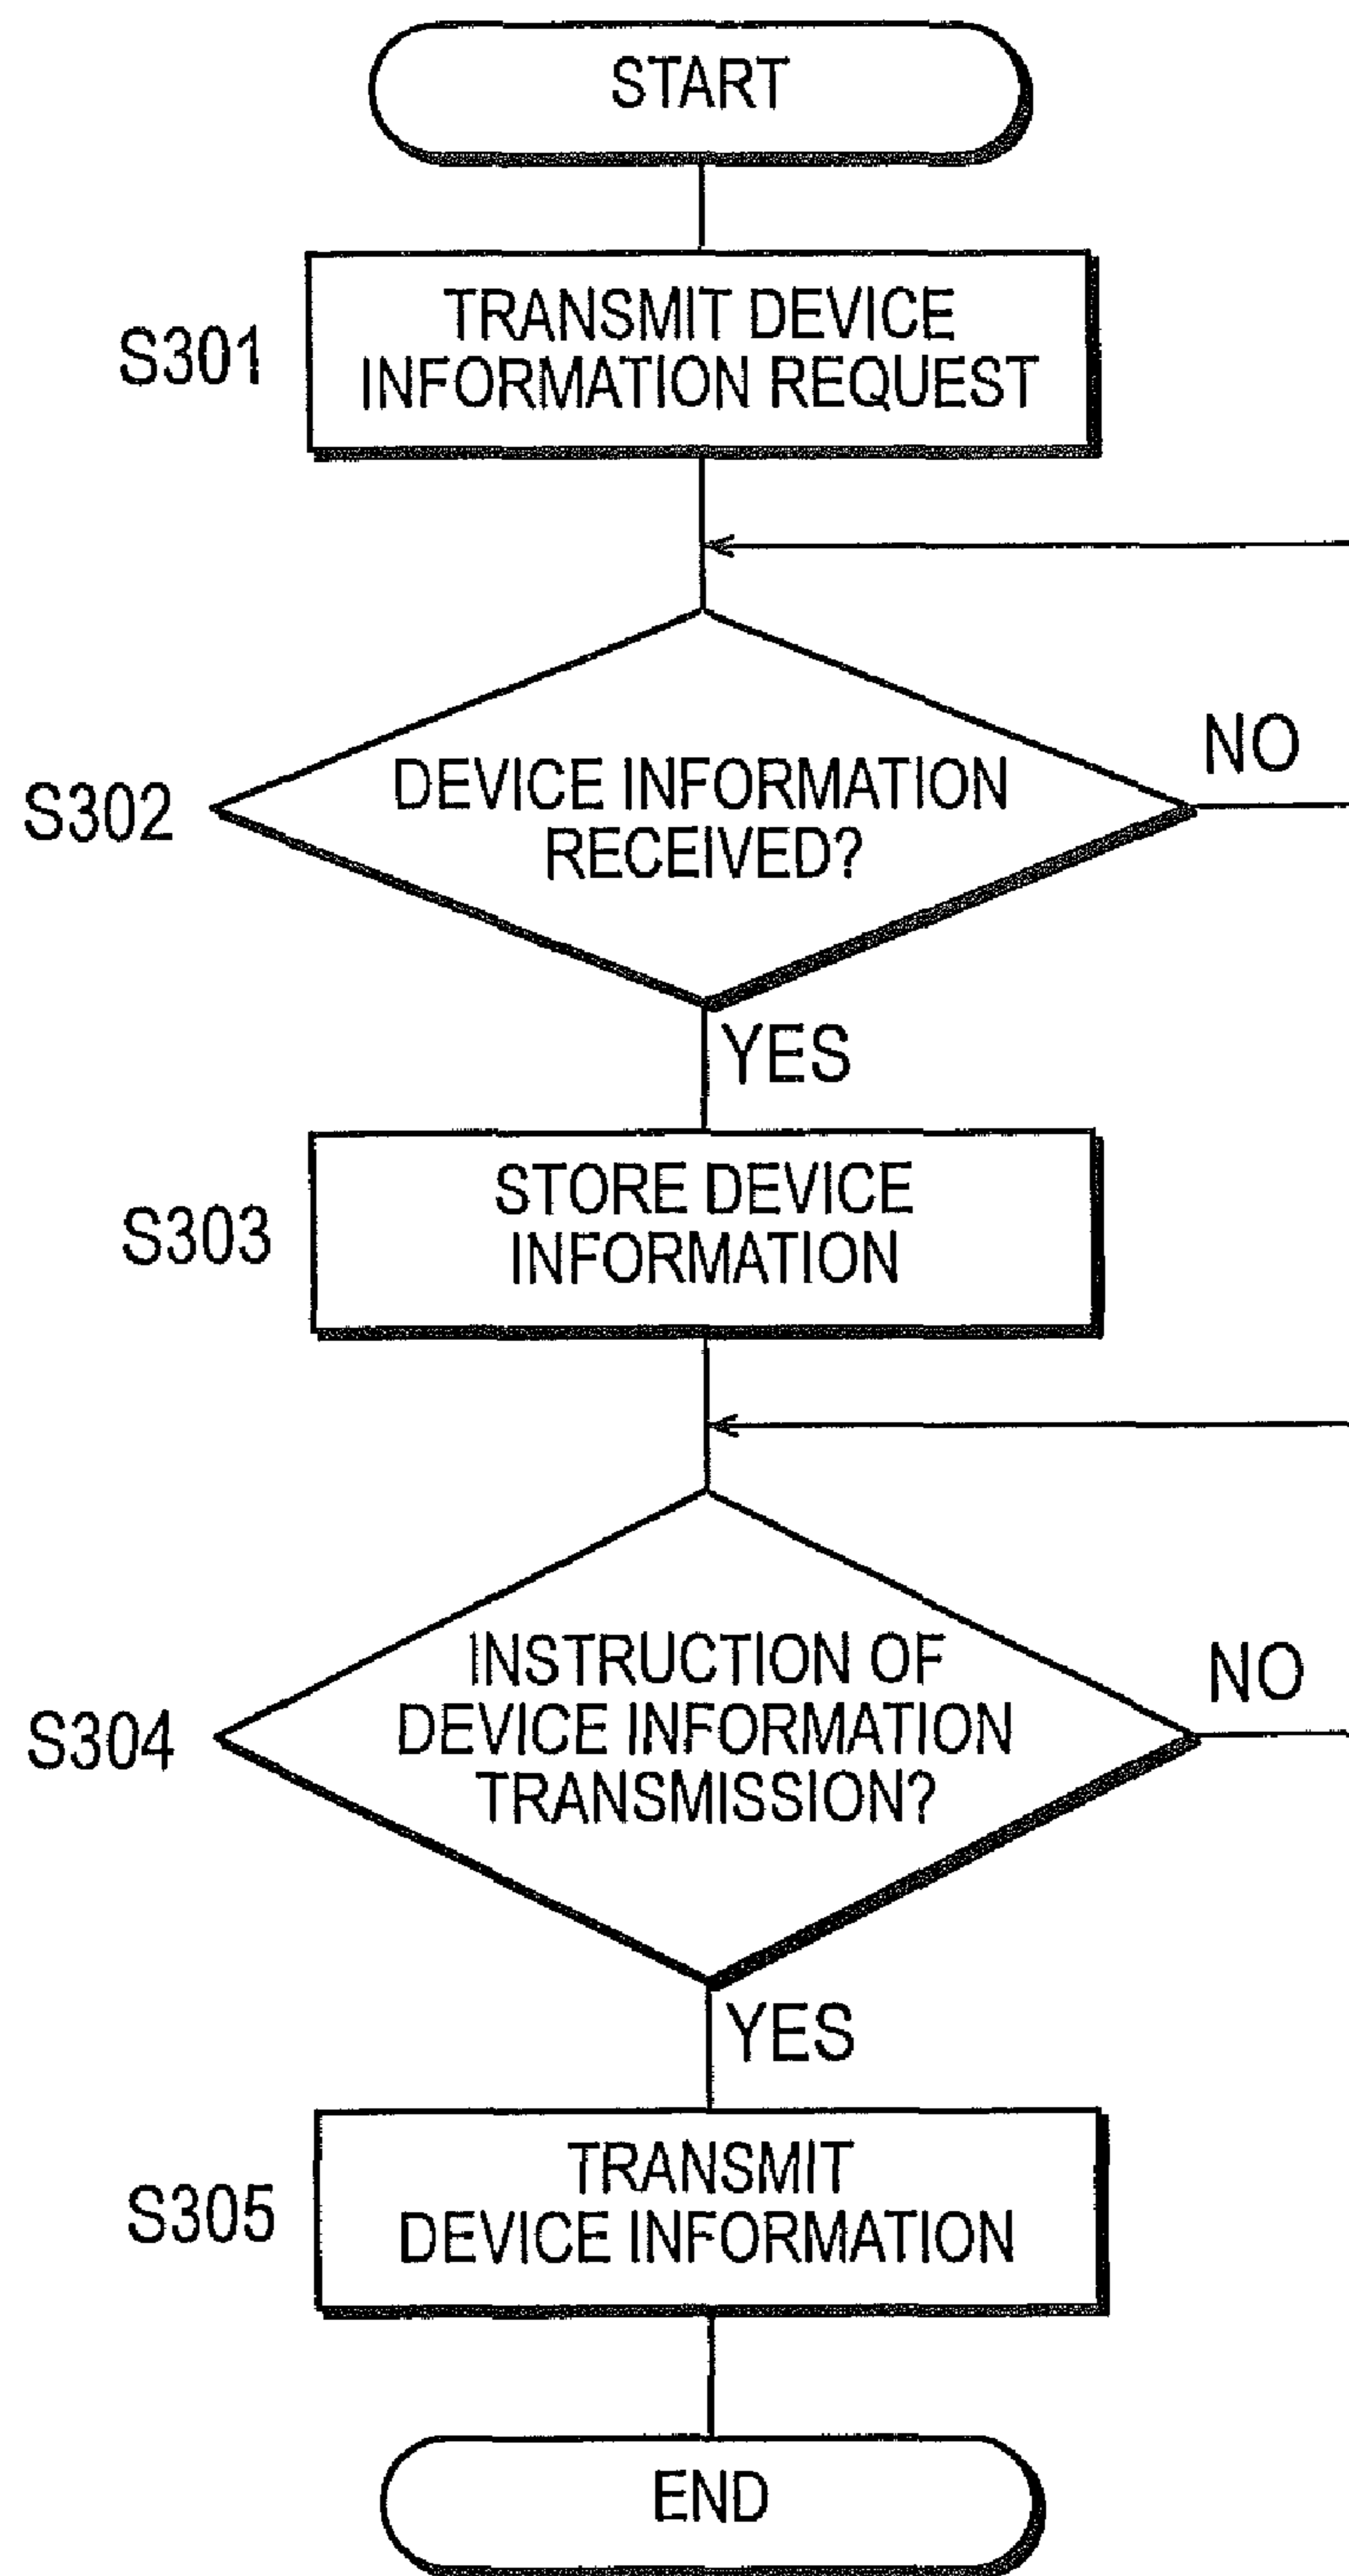 START
S301
TRANSMIT DEVICE
INFORMATION REQUEST
S302
DEVICE INFORMATION
RECEIVED?
NO
YES
S303
STORE DEVICE
INFORMATION
S304
INSTRUCTION OF
DEVICE INFORMATION
TRANSMISSION?
NO
YES
S305
TRANSMIT
DEVICE INFORMATION
END